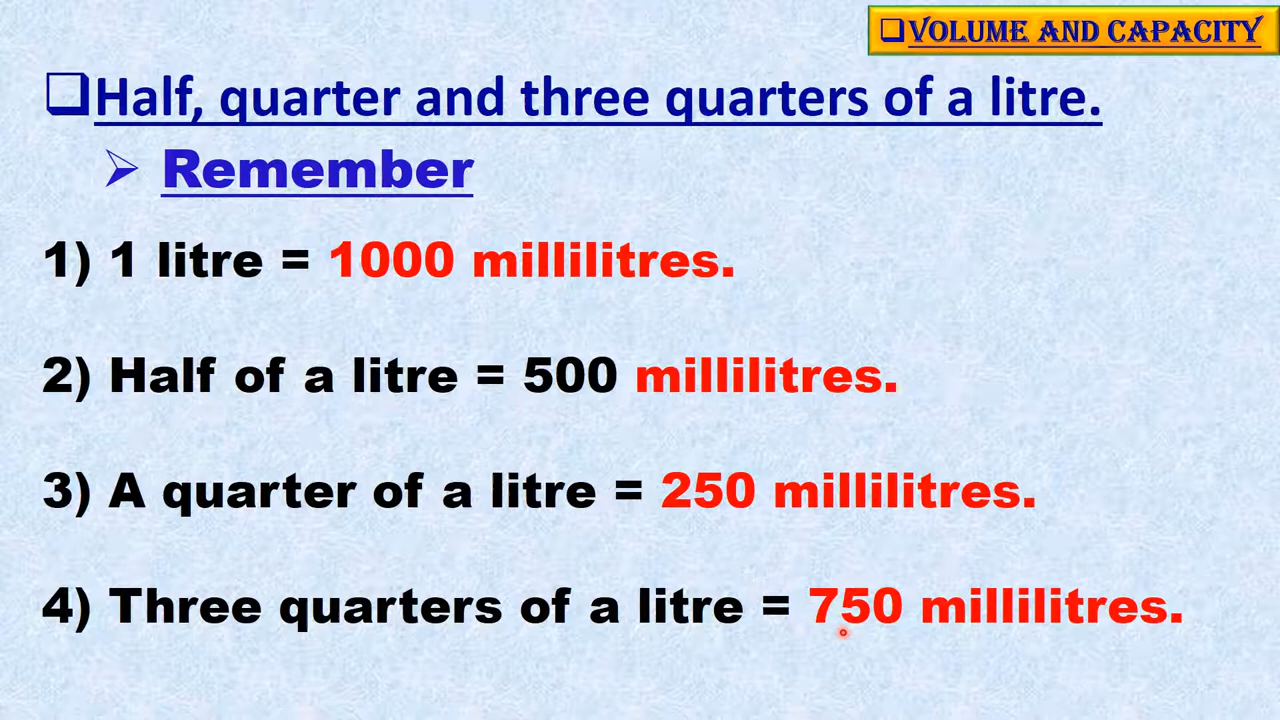 VOLUME AND CAPACITY
Half, quarter and three quarters of a litre.
Remember
1) 1 litre = 1000 millilitres.
2) Half of a litre = 500 millilitres.
3) A quarter of a litre = 250 millilitres.
4) Three quarters of a litre = 750 millilitres.